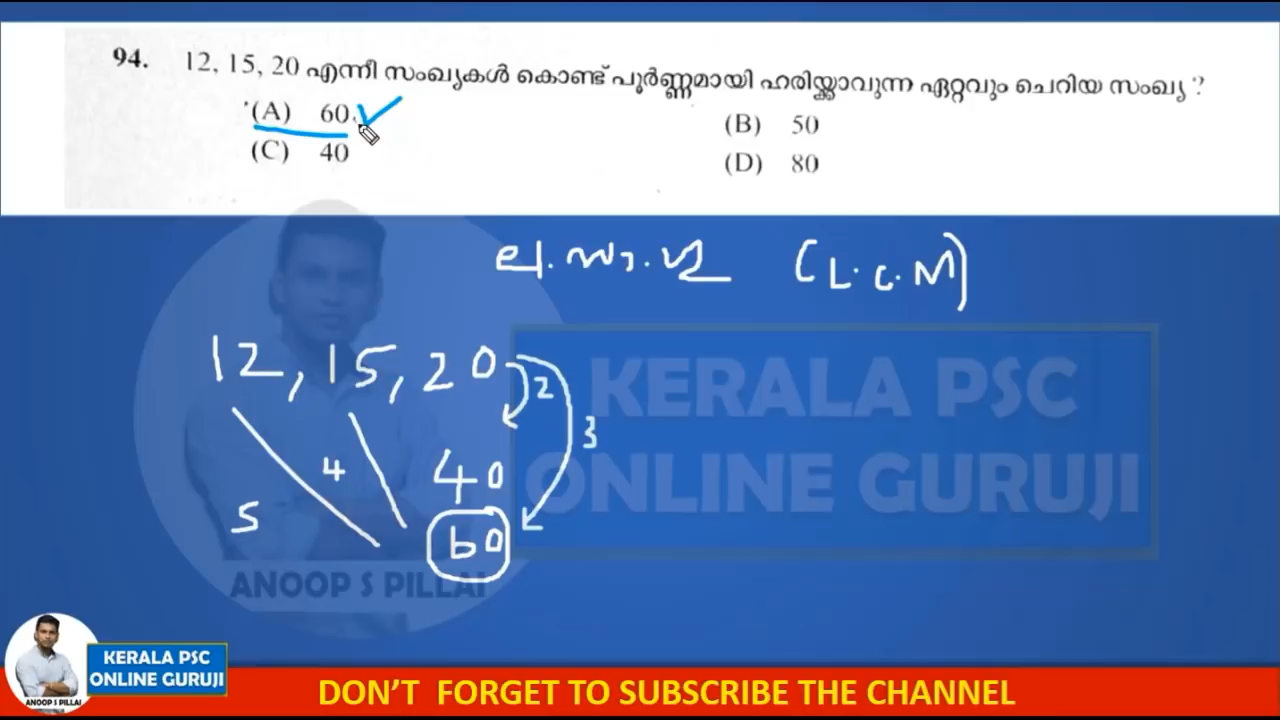 94. 12, 15, 20 എന്നീ സംഖ്യകൾ കൊണ്ട് പൂർണ്ണമായി ഹരിയ്ക്കാവുന്ന ഏറ്റവും ചെറിയ സംഖ്യ ?
(A) 60
(B) 50
(C) 40
(D) 80
ല.സാ.ഗു (L.C.M)
12, 15, 20
2
3
4
40
5
60
KERALA PSC
ONLINE GURUJI
ANOOP S PILLAI
KERALA PSC
ONLINE GURUJI
ANOOP S PILLAI
DON'T FORGET TO SUBSCRIBE THE CHANNEL